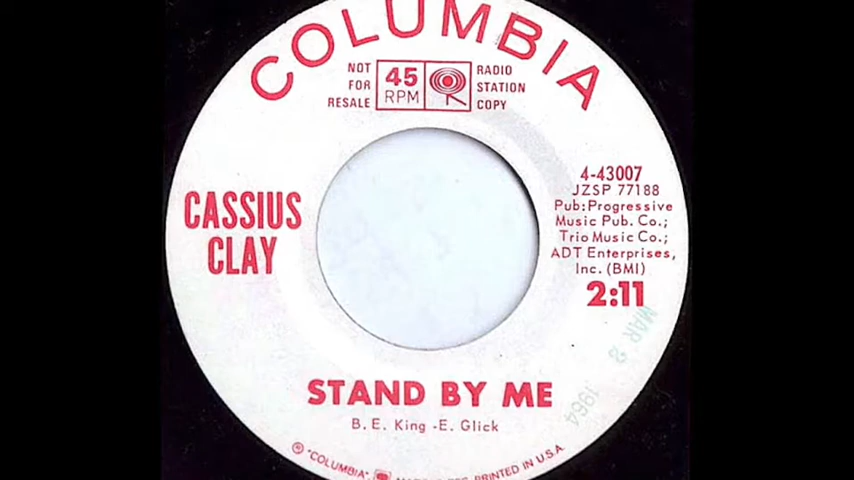 COLUMBIA
NOT
FOR
RESALE
45
RPM
RADIO
STATION
COPY
CASSIUS
CLAY
4-43007
JZSP 77188
Pub:Progressive
Music Pub. Co.;
Trio Music Co.;
ADT Enterprises,
Inc. (BMI)
2:11
MAR 2 1964
STAND BY ME
B. E. King -E. Glick
Ⓟ "COLUMBIA", PRINTED IN U.S.A.